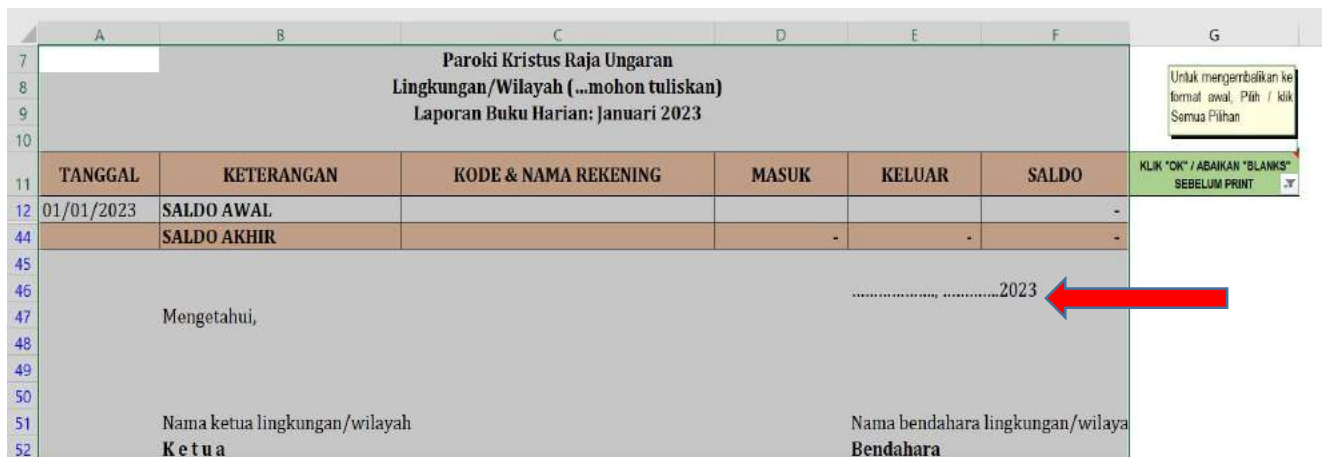 A B C D E F G
7 Paroki Kristus Raja Ungaran
8 Lingkungan/Wilayah (...mohon tuliskan)
9 Laporan Buku Harian: Januari 2023
10
Untuk mengembalikan ke
format awal, Pilih / klik
Semua Pilihan
11 TANGGAL KETERANGAN KODE & NAMA REKENING MASUK KELUAR SALDO
KLIK "OK" / ABAIKAN "BLANKS"
SEBELUM PRINT
12 01/01/2023 SALDO AWAL -
44 SALDO AKHIR - - -
45
46 ..................., .............2023
47 Mengetahui,
48
49
50
51 Nama ketua lingkungan/wilayah Nama bendahara lingkungan/wilaya
52 K e t u a Bendahara